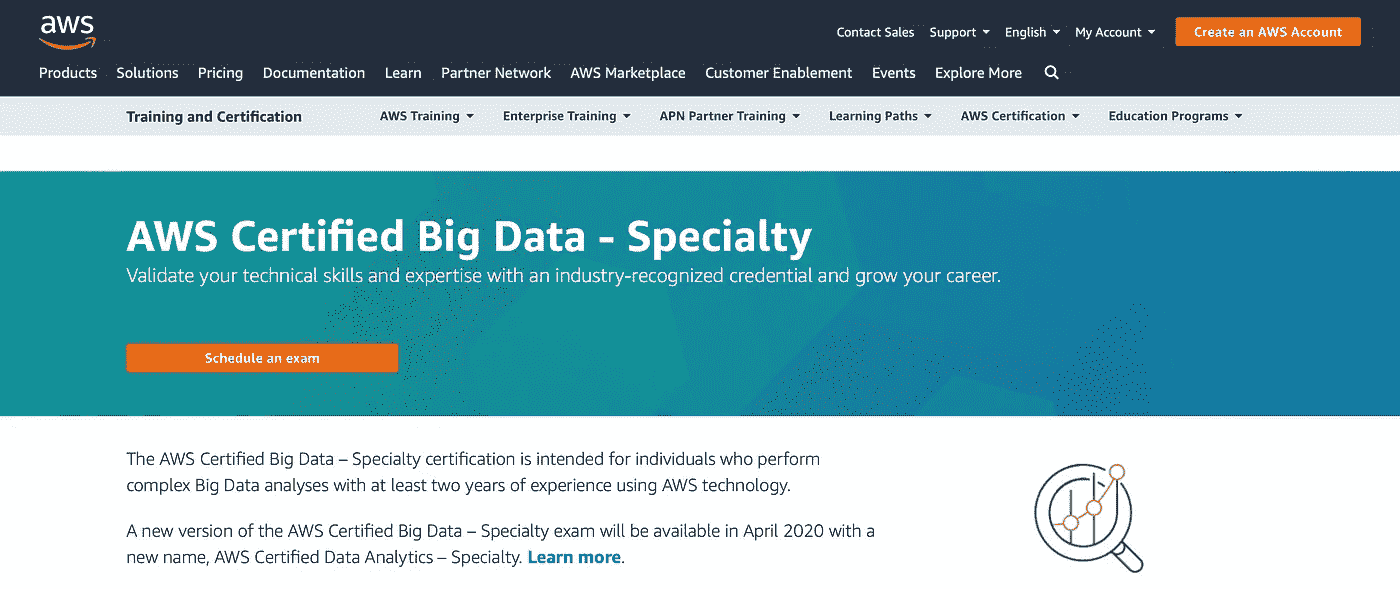 aws
Contact Sales Support English My Account Create an AWS Account
Products Solutions Pricing Documentation Learn Partner Network AWS Marketplace Customer Enablement Events Explore More
Training and Certification AWS Training Enterprise Training APN Partner Training Learning Paths AWS Certification Education Programs
AWS Certified Big Data - Specialty
Validate your technical skills and expertise with an industry-recognized credential and grow your career.
Schedule an exam
The AWS Certified Big Data – Specialty certification is intended for individuals who perform
complex Big Data analyses with at least two years of experience using AWS technology.
A new version of the AWS Certified Big Data – Specialty exam will be available in April 2020 with a
new name, AWS Certified Data Analytics – Specialty. Learn more.